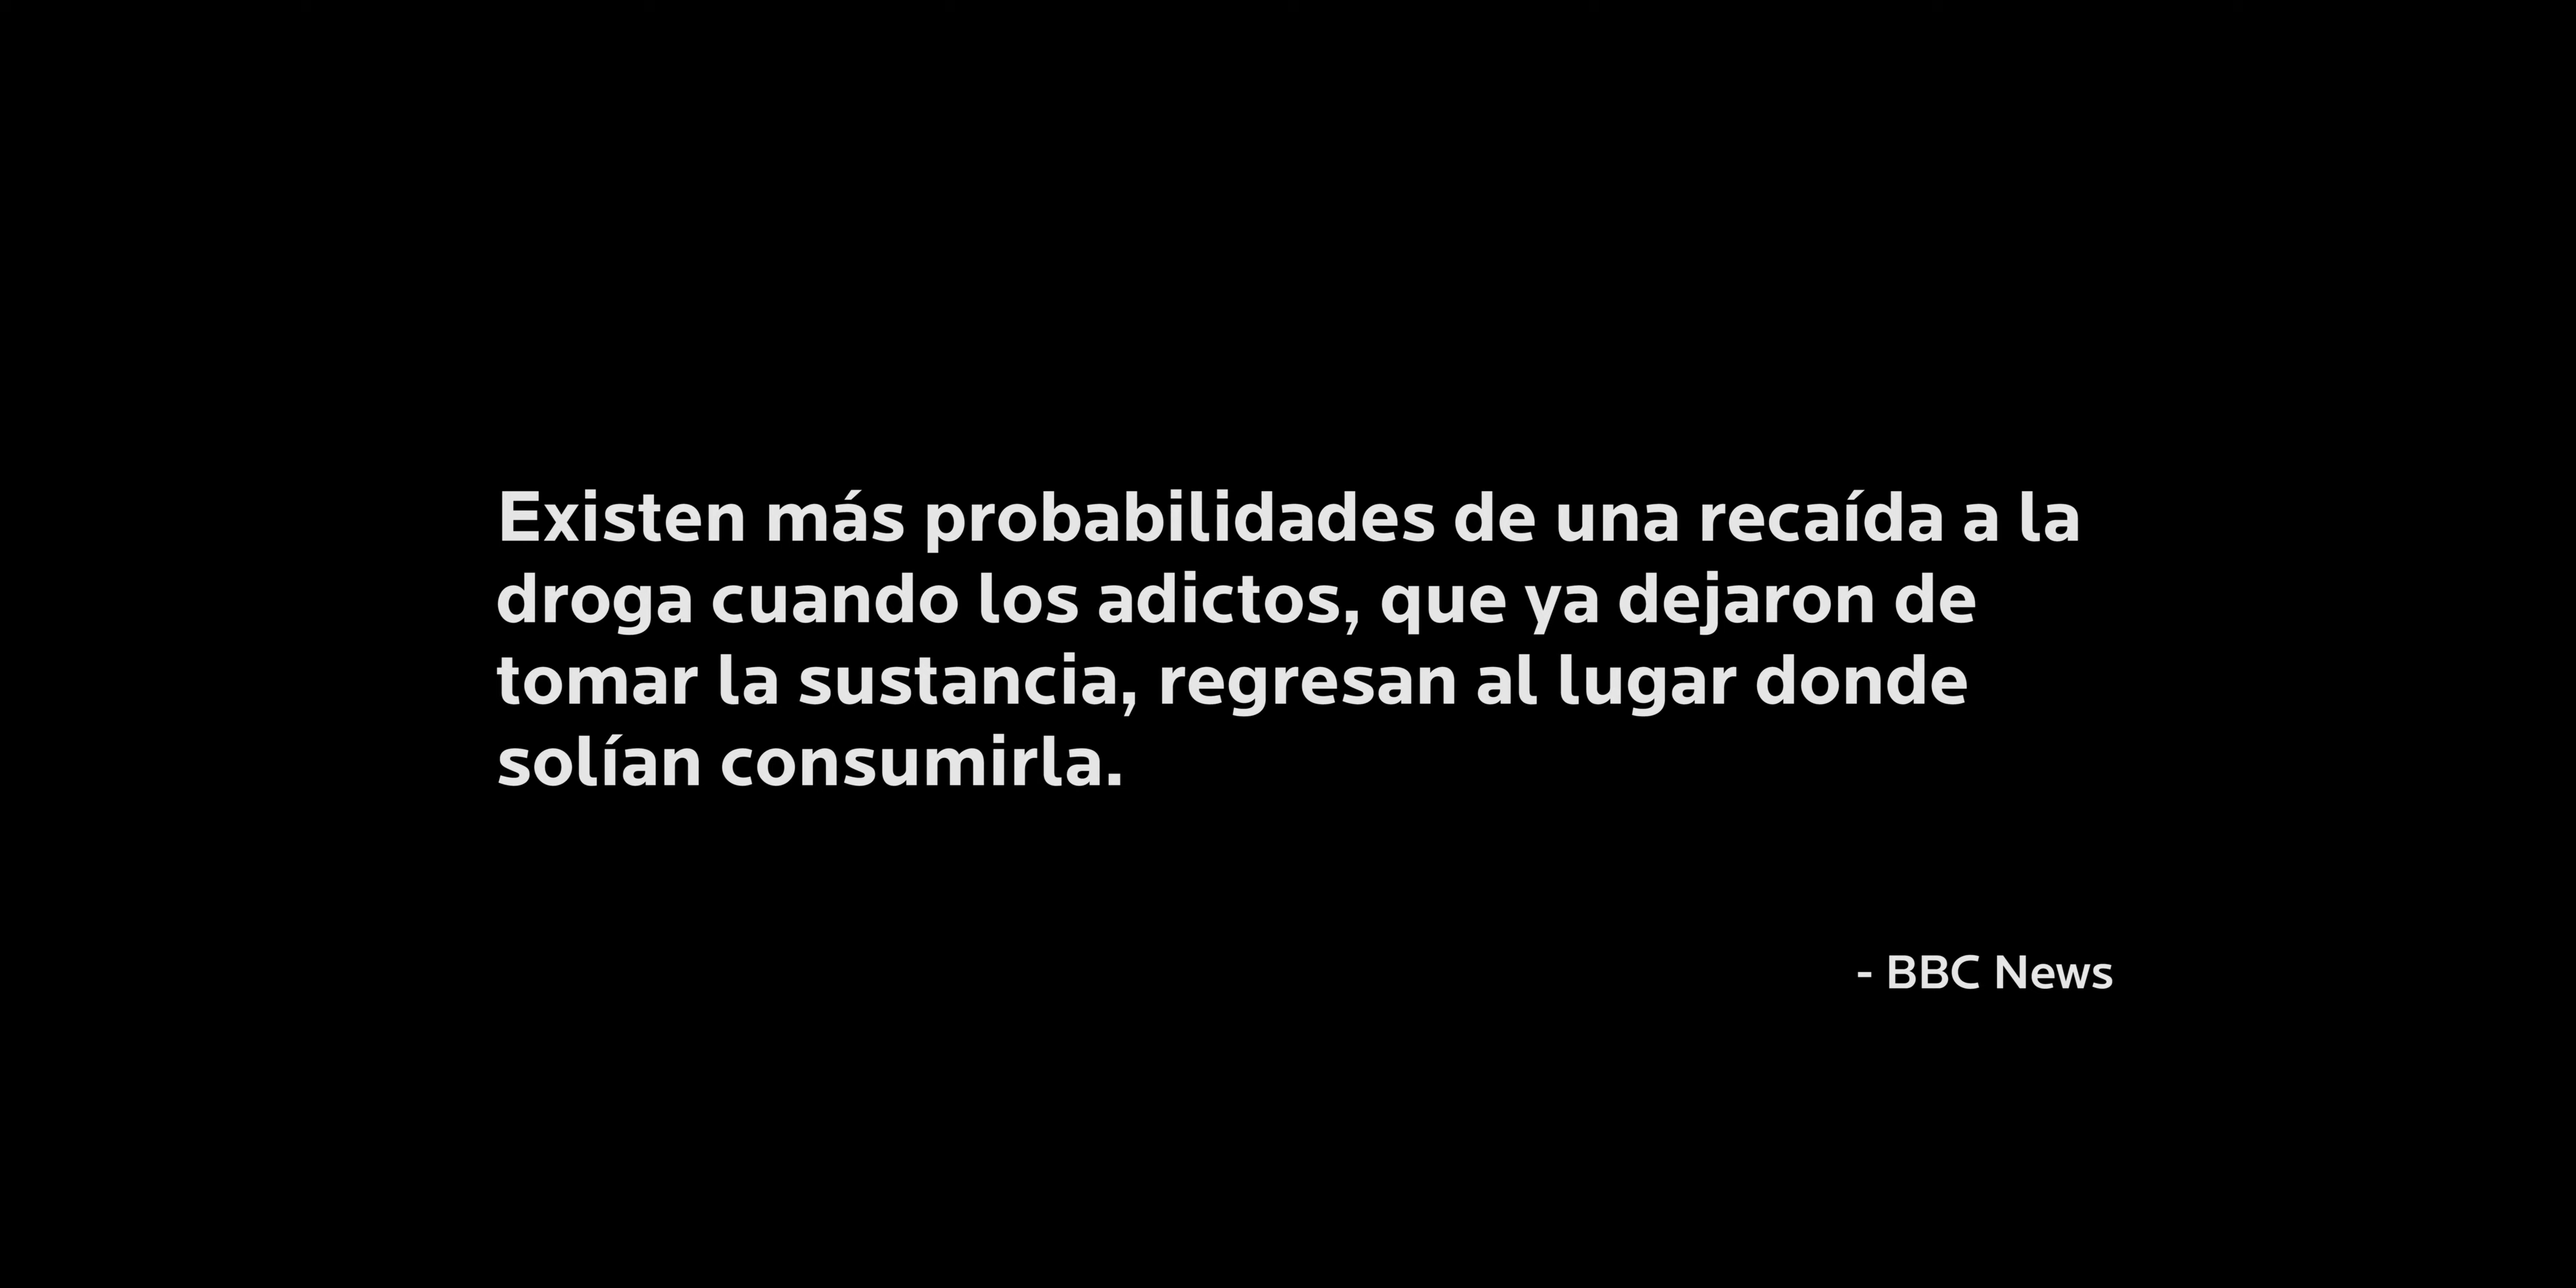 Existen más probabilidades de una recaída a la
droga cuando los adictos, que ya dejaron de
tomar la sustancia, regresan al lugar donde
solían consumirla.
- BBC News